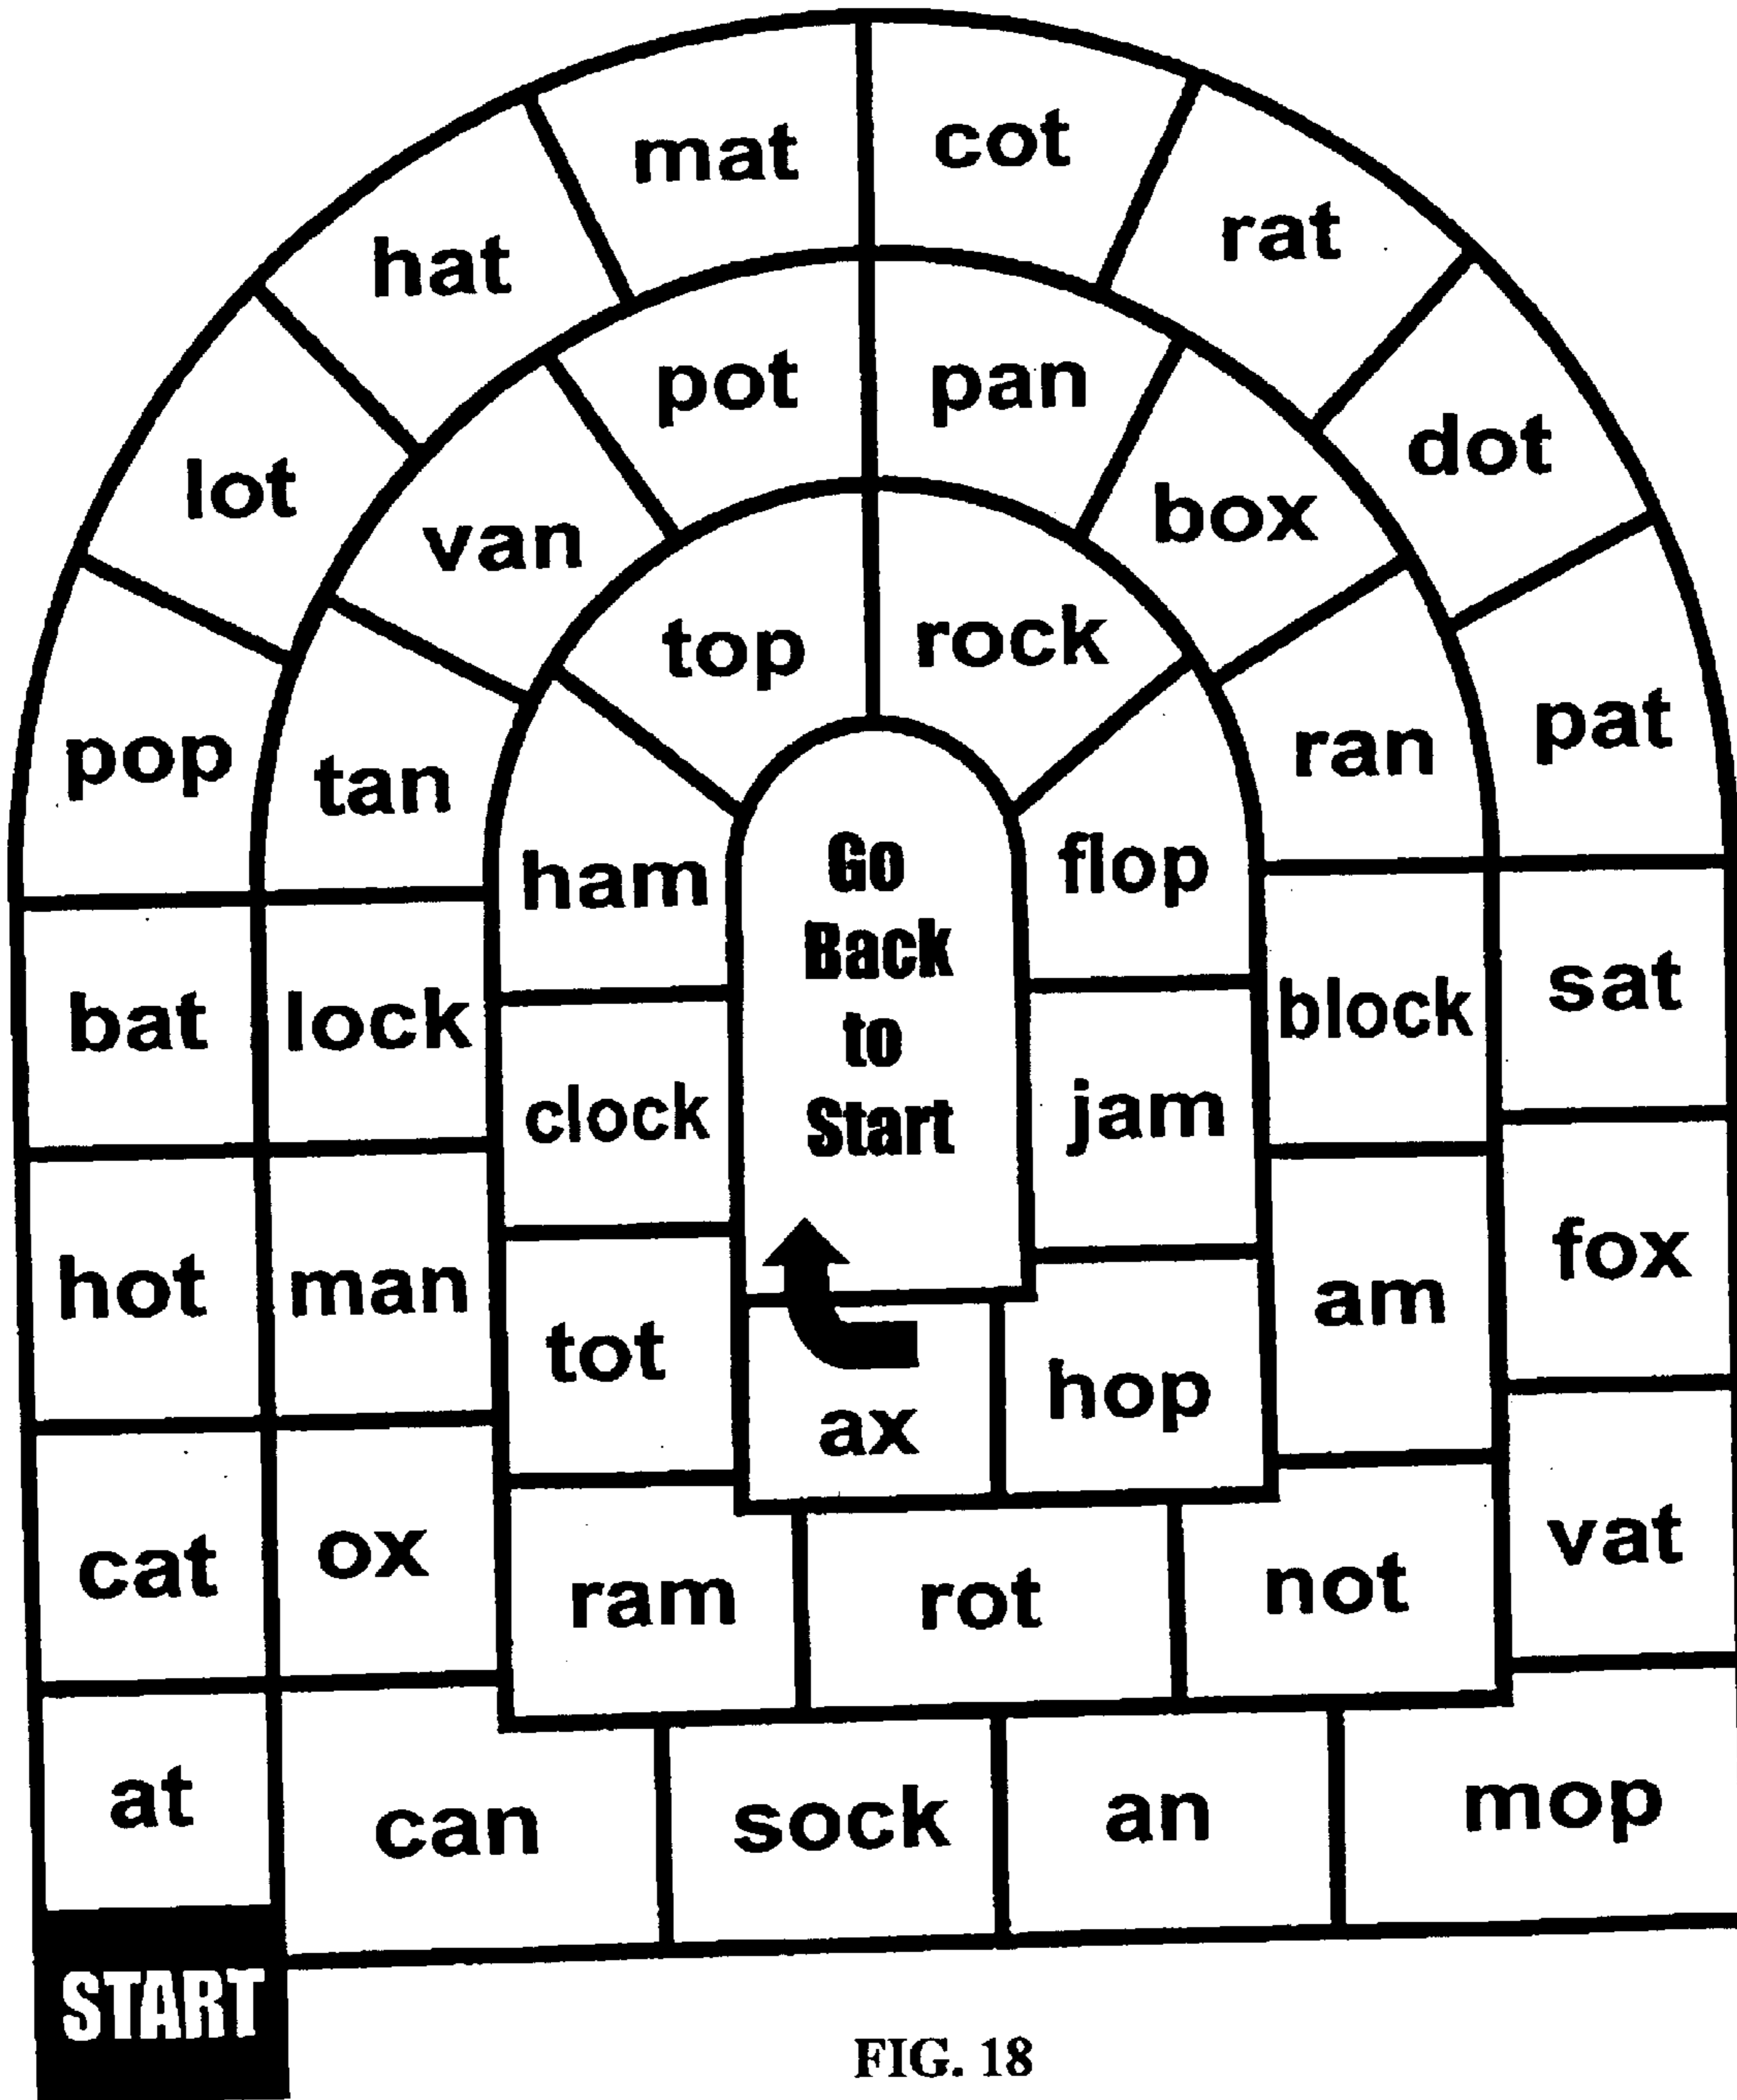 START
at
cat
hot
bat
pop
lot
hat
mat
cot
rat
dot
pat
sat
fox
vat
mop
an
sock
can
ox
man
lock
tan
van
pot
pan
box
ran
block
am
not
rot
ram
tot
clock
ham
top
rock
flop
jam
hop
ax
Go
Back
to
Start
FIG. 18